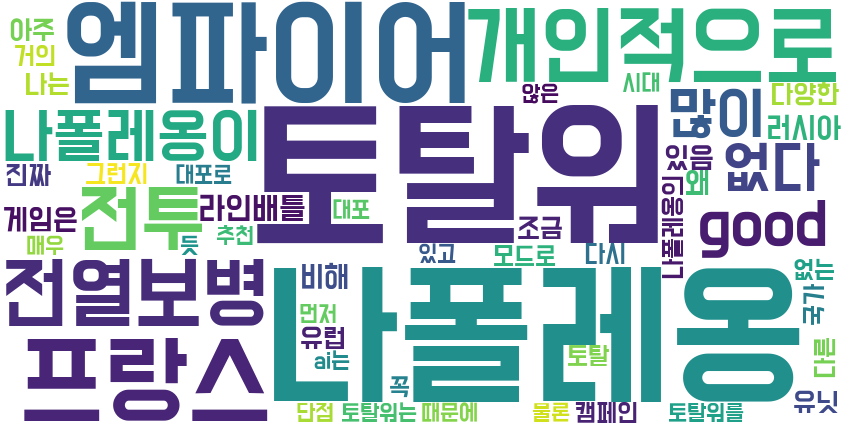 아주
엠파이어
개인적으로
거의
나는
않은
시대
다양한
나폴레옹이
토탈워
많이
러시아
진짜
그런지
대포로
있음
왜
없다
게임은
전투
라인배틀
대포
조금
나폴레옹의
good
매우
듯
추천
있고
모드로
다시
전열보병
비해
나폴레옹
없는
국가
먼저
유럽
ai는
토탈
다른
프랑스
꼭
유닛
단점
토탈워는
때문에
물론
캠페인
토탈워를